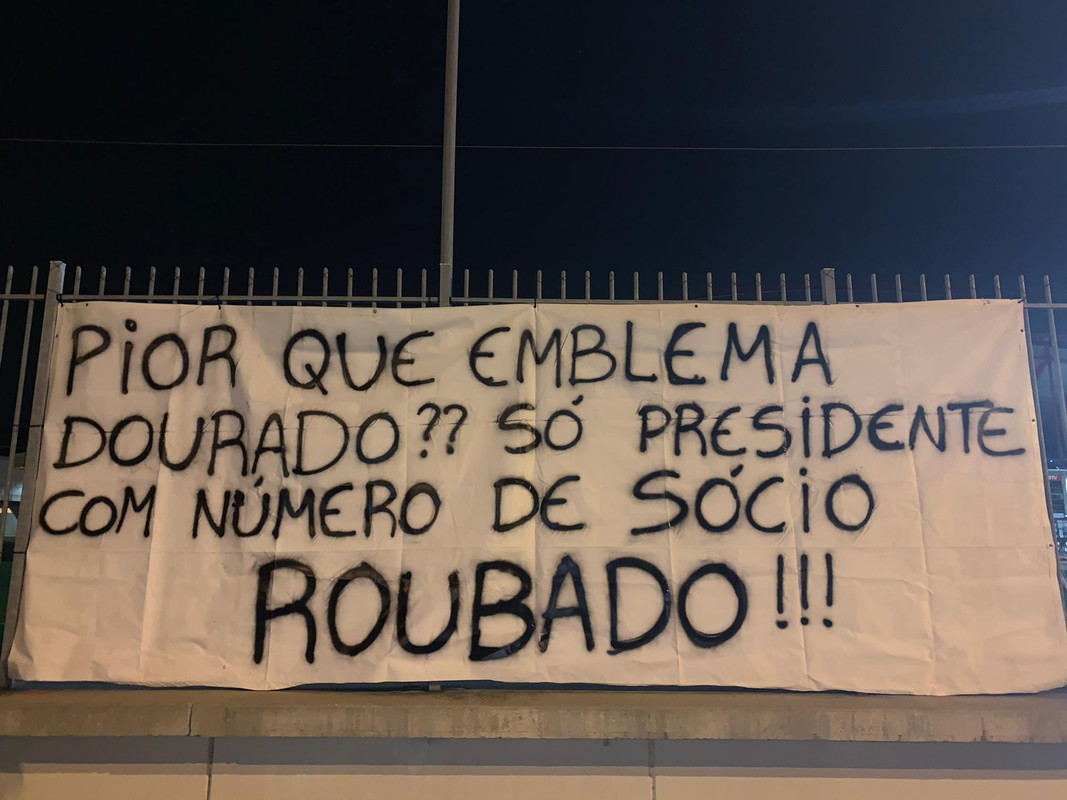 PiOR QUE EMBLEMA
DOURADO?? SÓ PRESiDENTE
COM NÚMERO DE SÓCiO
ROUBADO!!!